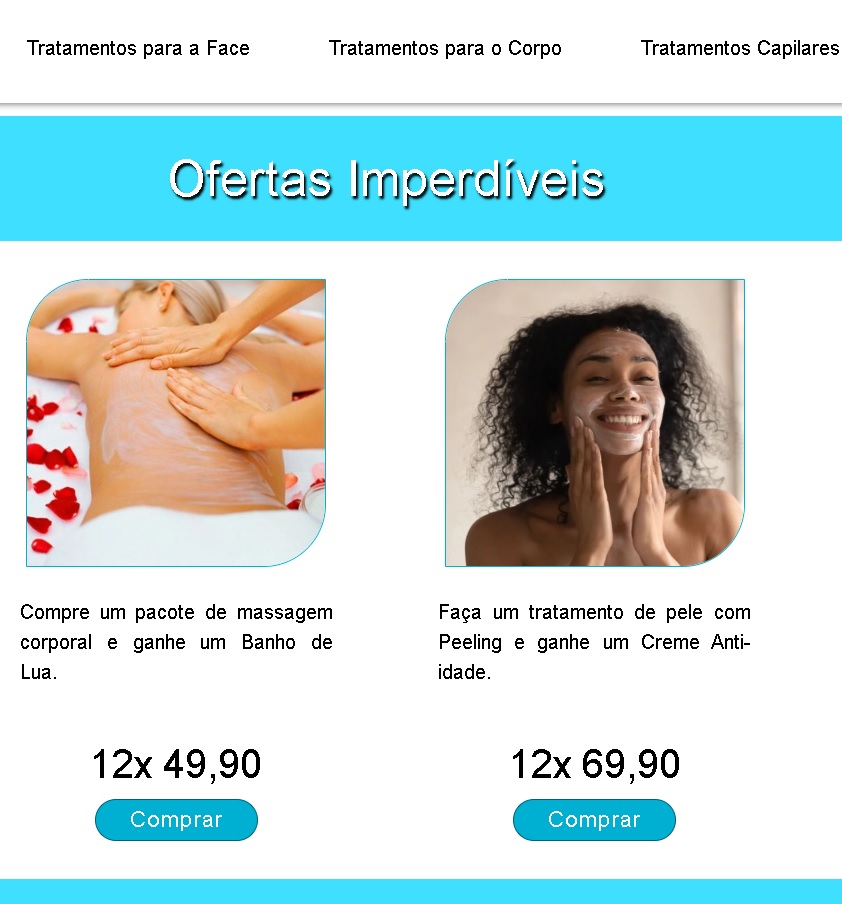 Tratamentos para a Face
Tratamentos para o Corpo
Tratamentos Capilares
Ofertas Imperdíveis
Compre um pacote de massagem
corporal e ganhe um Banho de
Lua.
Faça um tratamento de pele com
Peeling e ganhe um Creme Anti-
idade.
12x 49,90
12x 69,90
Comprar
Comprar